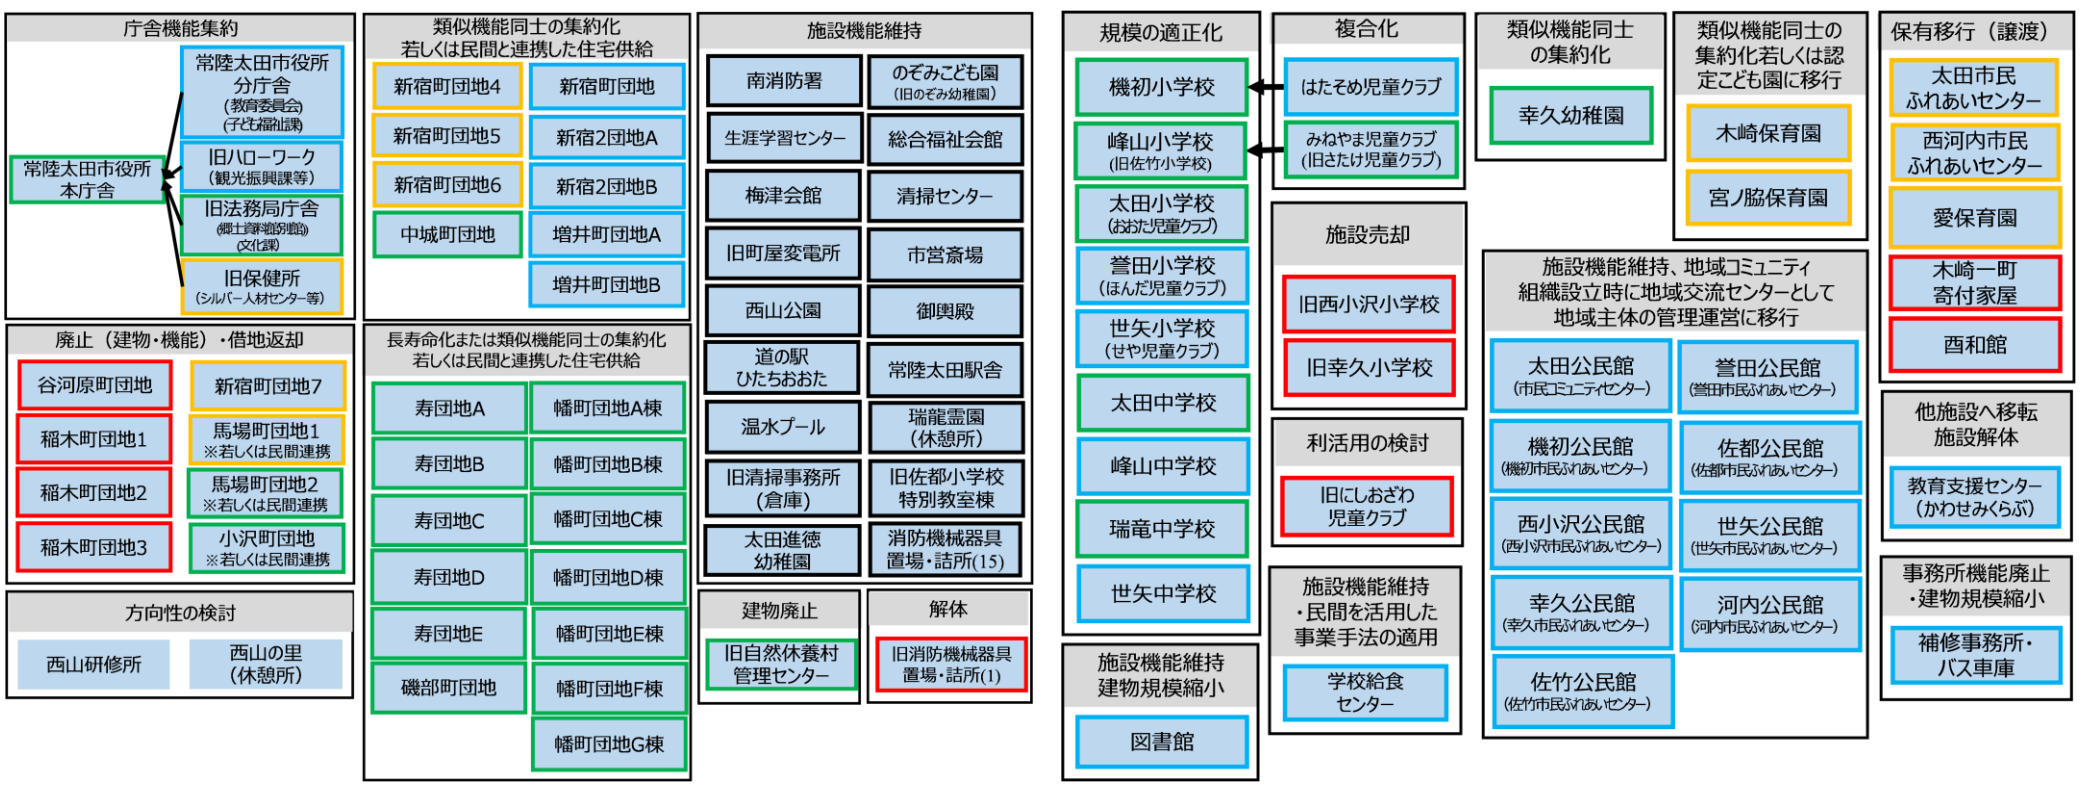 庁舎機能集約
常陸太田市役所
分庁舎
(教育委員会)
(子ども福祉課)
旧ハローワーク
(観光振興課等)
常陸太田市役所
本庁舎
旧法務局庁舎
(郷土資料館別館)
(文化課)
旧保健所
(シルバー人材センター等)
廃止（建物・機能）・借地返却
谷河原町団地
稲木町団地1
稲木町団地2
稲木町団地3
新宿町団地7
馬場町団地1
※若しくは民間連携
馬場町団地2
※若しくは民間連携
小沢町団地
※若しくは民間連携
方向性の検討
西山研修所
西山の里
(休憩所)
類似機能同士の集約化
若しくは民間と連携した住宅供給
新宿町団地4
新宿町団地5
新宿町団地6
中城町団地
新宿町団地
新宿2団地A
新宿2団地B
増井町団地A
増井町団地B
長寿命化または類似機能同士の集約化
若しくは民間と連携した住宅供給
寿団地A
寿団地B
寿団地C
寿団地D
寿団地E
磯部町団地
幡町団地A棟
幡町団地B棟
幡町団地C棟
幡町団地D棟
幡町団地E棟
幡町団地F棟
幡町団地G棟
施設機能維持
南消防署
生涯学習センター
梅津会館
旧町屋変電所
西山公園
道の駅
ひたちおおた
温水プール
旧清掃事務所
(倉庫)
太田進徳
幼稚園
のぞみこども園
(旧のぞみ幼稚園)
総合福祉会館
清掃センター
市営斎場
御輿殿
常陸太田駅舎
瑞龍霊園
(休憩所)
旧佐都小学校
特別教室棟
消防機械器具
置場・詰所(15)
建物廃止
旧自然休養村
管理センター
解体
旧消防機械器具
置場・詰所(1)
規模の適正化
機初小学校
峰山小学校
(旧佐竹小学校)
太田小学校
(おおた児童クラブ)
誉田小学校
(ほんだ児童クラブ)
世矢小学校
(せや児童クラブ)
太田中学校
峰山中学校
瑞竜中学校
世矢中学校
施設機能維持
建物規模縮小
図書館
複合化
はたそめ児童クラブ
みねやま児童クラブ
(旧さたけ児童クラブ)
施設売却
旧西小沢小学校
旧幸久小学校
利活用の検討
旧にしおざわ
児童クラブ
施設機能維持
・民間を活用した
事業手法の適用
学校給食
センター
類似機能同士
の集約化
幸久幼稚園
類似機能同士の
集約化若しくは認
定こども園に移行
木崎保育園
宮ノ脇保育園
施設機能維持、地域コミュニティ
組織設立時に地域交流センターとして
地域主体の管理運営に移行
太田公民館
(市民コミュニティセンター)
機初公民館
(機初市民ふれあいセンター)
西小沢公民館
(西小沢市民ふれあいセンター)
幸久公民館
(幸久市民ふれあいセンター)
佐竹公民館
(佐竹市民ふれあいセンター)
誉田公民館
(誉田市民ふれあいセンター)
佐都公民館
(佐都市民ふれあいセンター)
世矢公民館
(世矢市民ふれあいセンター)
河内公民館
(河内市民ふれあいセンター)
保有移行（譲渡）
太田市民
ふれあいセンター
西河内市民
ふれあいセンター
愛保育園
木崎一町
寄付家屋
酉和館
他施設へ移転
施設解体
教育支援センター
(かわせみくらぶ)
事務所機能廃止
・建物規模縮小
補修事務所・
バス車庫